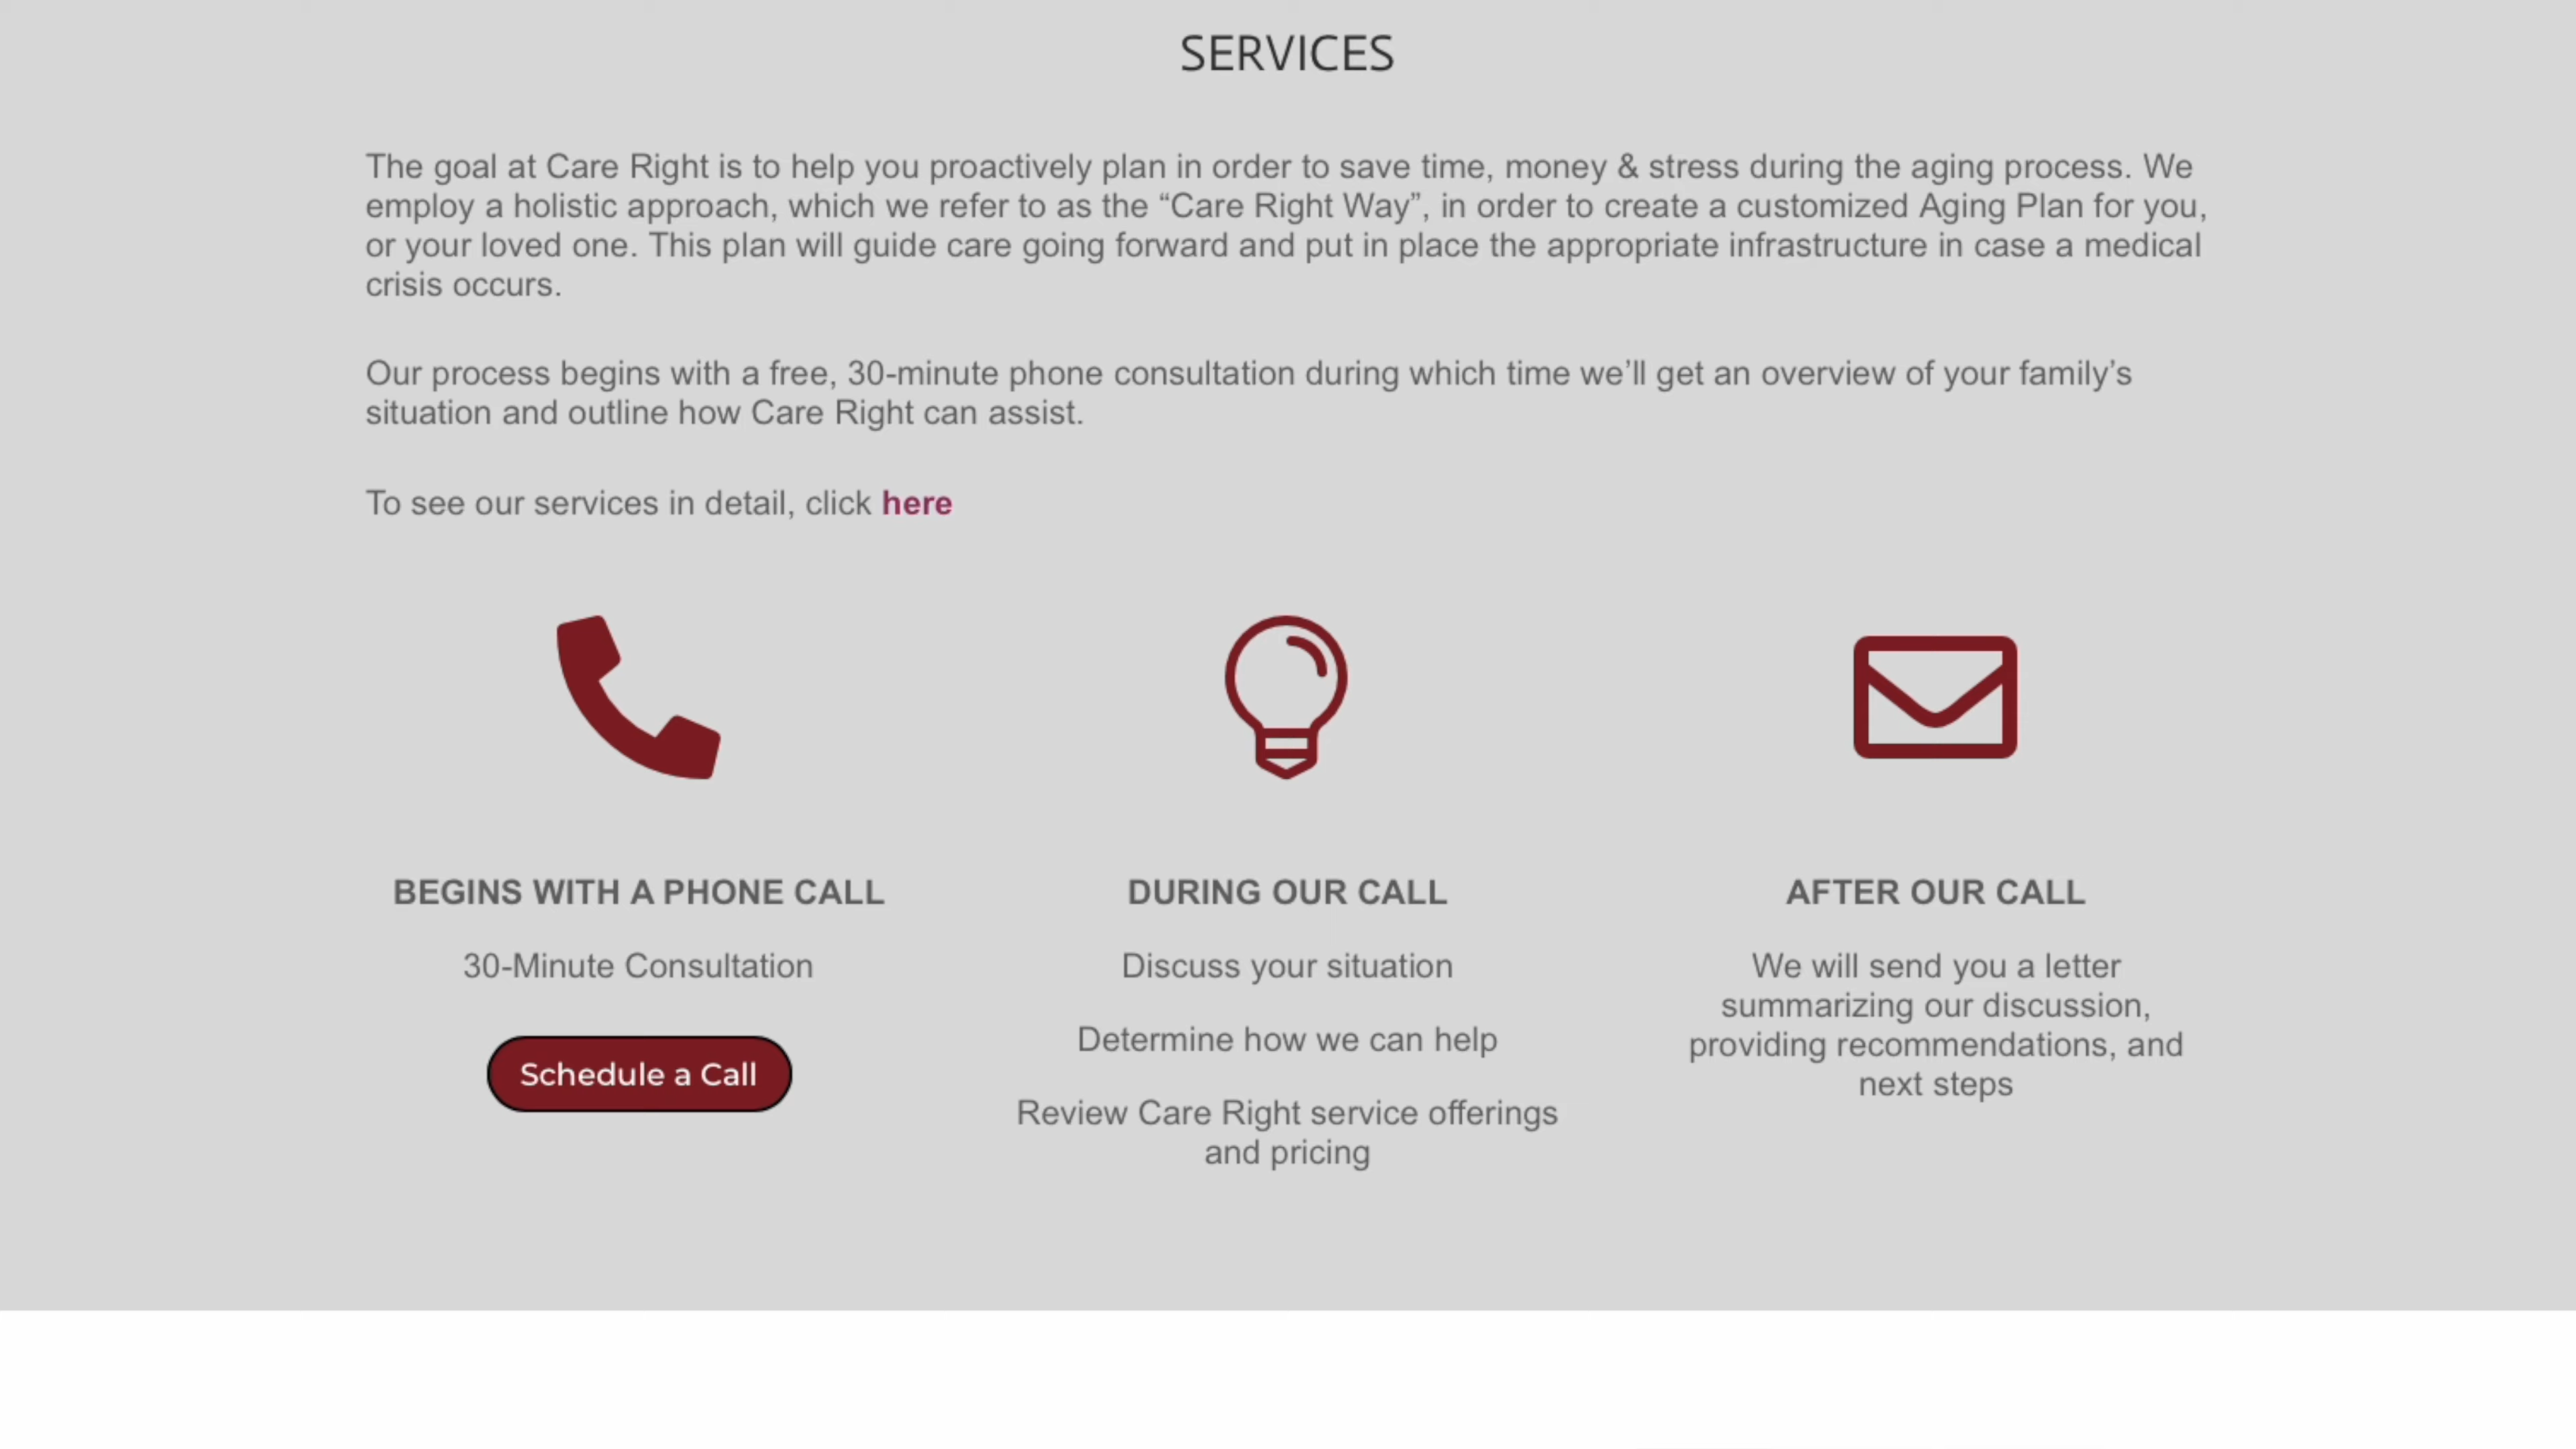 SERVICES
The goal at Care Right is to help you proactively plan in order to save time, money & stress during the aging process. We
employ a holistic approach, which we refer to as the “Care Right Way”, in order to create a customized Aging Plan for you,
or your loved one. This plan will guide care going forward and put in place the appropriate infrastructure in case a medical
crisis occurs.
Our process begins with a free, 30-minute phone consultation during which time we’ll get an overview of your family’s
situation and outline how Care Right can assist.
To see our services in detail, click here
BEGINS WITH A PHONE CALL
30-Minute Consultation
Schedule a Call
DURING OUR CALL
Discuss your situation
Determine how we can help
Review Care Right service offerings
and pricing
AFTER OUR CALL
We will send you a letter
summarizing our discussion,
providing recommendations, and
next steps